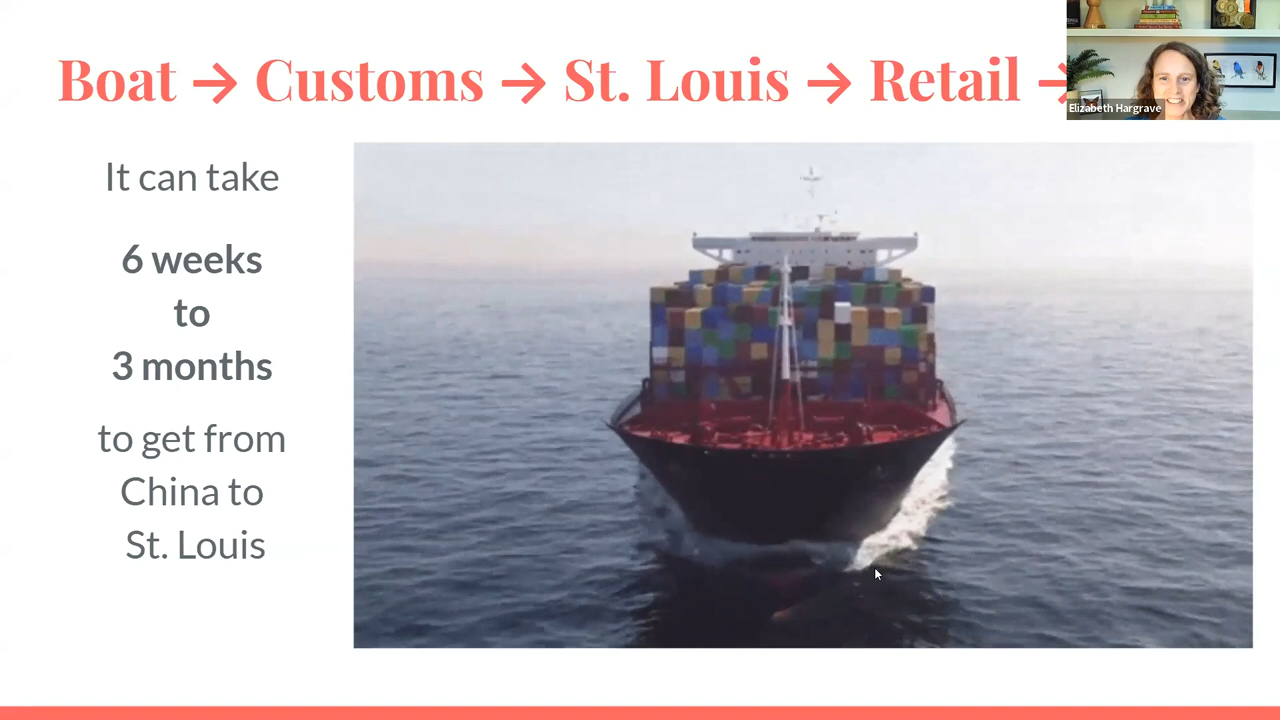 Boat → Customs → St. Louis → Retail →
Elizabeth Hargrave
It can take
6 weeks
to
3 months
to get from
China to
St. Louis